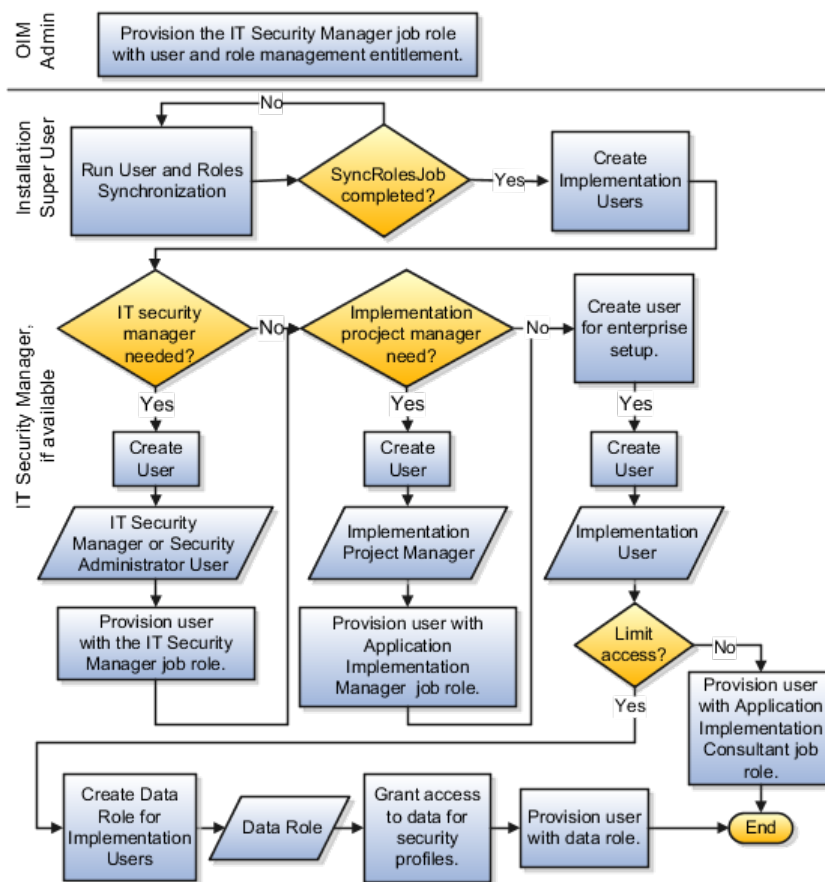 OIM
Admin
Provision the IT Security Manager job role
with user and role management entitlement.
Installation
Super User
No
Run User and Roles
Synchronization
SyncRolesJob
completed?
Yes
Create
Implementation
Users
IT Security Manager,
if available
IT security
manager
needed?
No
Implementation
procject manager
need?
No
Create user
for enterprise
setup.
Yes
Yes
Yes
Create
User
Create
User
Create
User
IT Security
Manager or Security
Administrator User
Implementation
Project Manager
Implementation
User
Provision user
with the IT Security
Manager job role.
Provision user with
Application
Implementation
Manager job role.
Limit
access?
No
Yes
Provision user
with Application
Implementation
Consultant job
role.
Create Data
Role for
Implementation
Users
Data Role
Grant access
to data for
security
profiles.
Provision user
with data role.
End